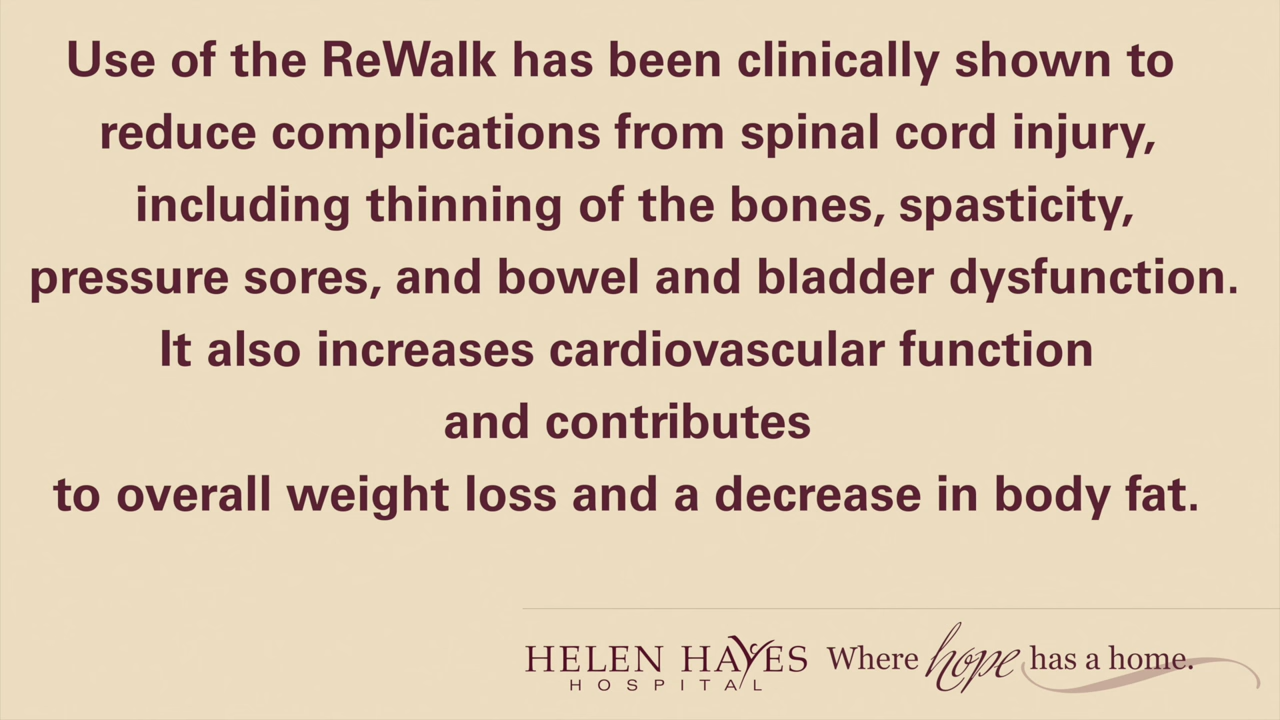 Use of the ReWalk has been clinically shown to
reduce complications from spinal cord injury,
including thinning of the bones, spasticity,
pressure sores, and bowel and bladder dysfunction.
It also increases cardiovascular function
and contributes
to overall weight loss and a decrease in body fat.
HELEN HAYES
HOSPITAL
Where hope has a home.